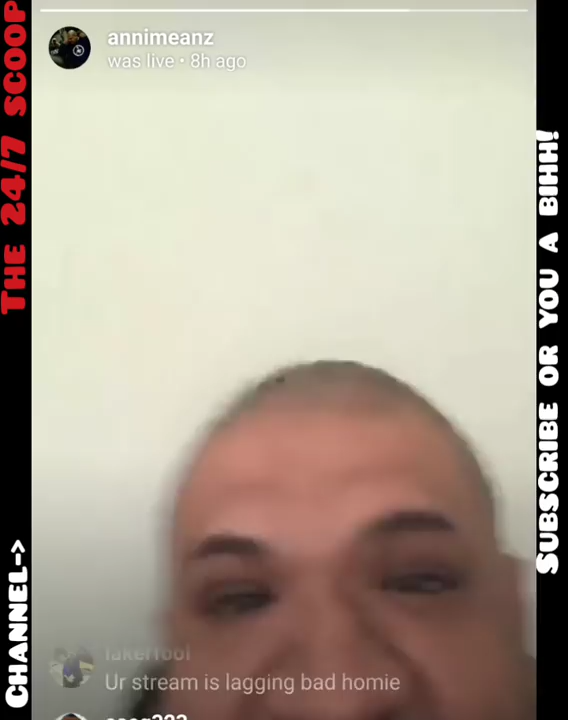 THE 24/7 SCOOP
CHANNEL->
annimeanz
was live • 8h ago
lakerfool
Ur stream is lagging bad homie
SUBSCRIBE OR YOU A BIHH!